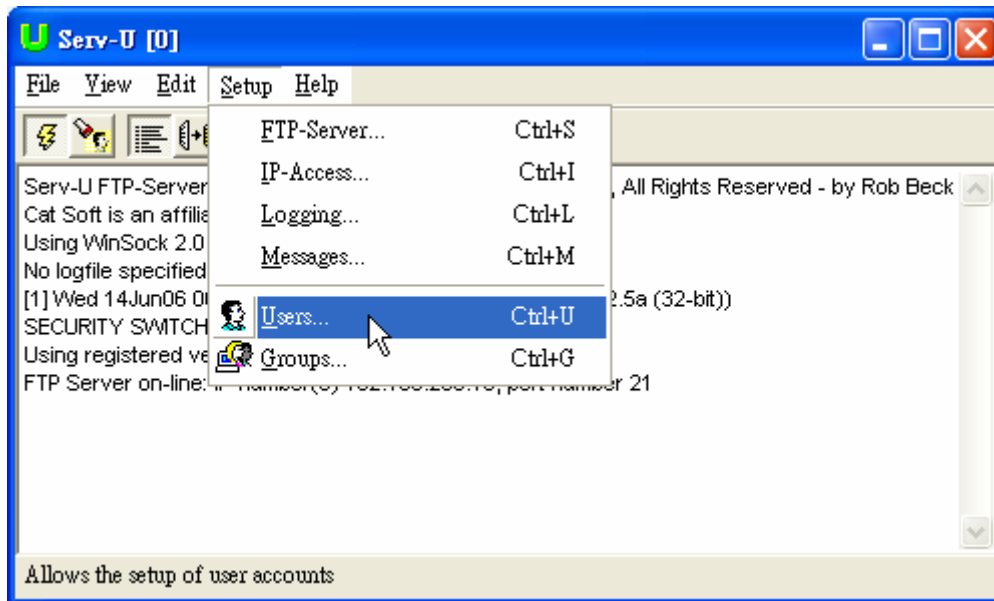 Serv-U [0]
File View Edit Setup Help
FTP-Server... Ctrl+S
IP-Access... Ctrl+I
Logging... Ctrl+L
Messages... Ctrl+M
Users... Ctrl+U
Groups... Ctrl+G
Serv-U FTP-Server , All Rights Reserved - by Rob Beck
Cat Soft is an
Using WinSock 2.0
No logfile specified
[1] Wed 14Jun06 2.5a (32-bit))
SECURITY
Using registered
FTP Server on-line: port number 21
Allows the setup of user accounts